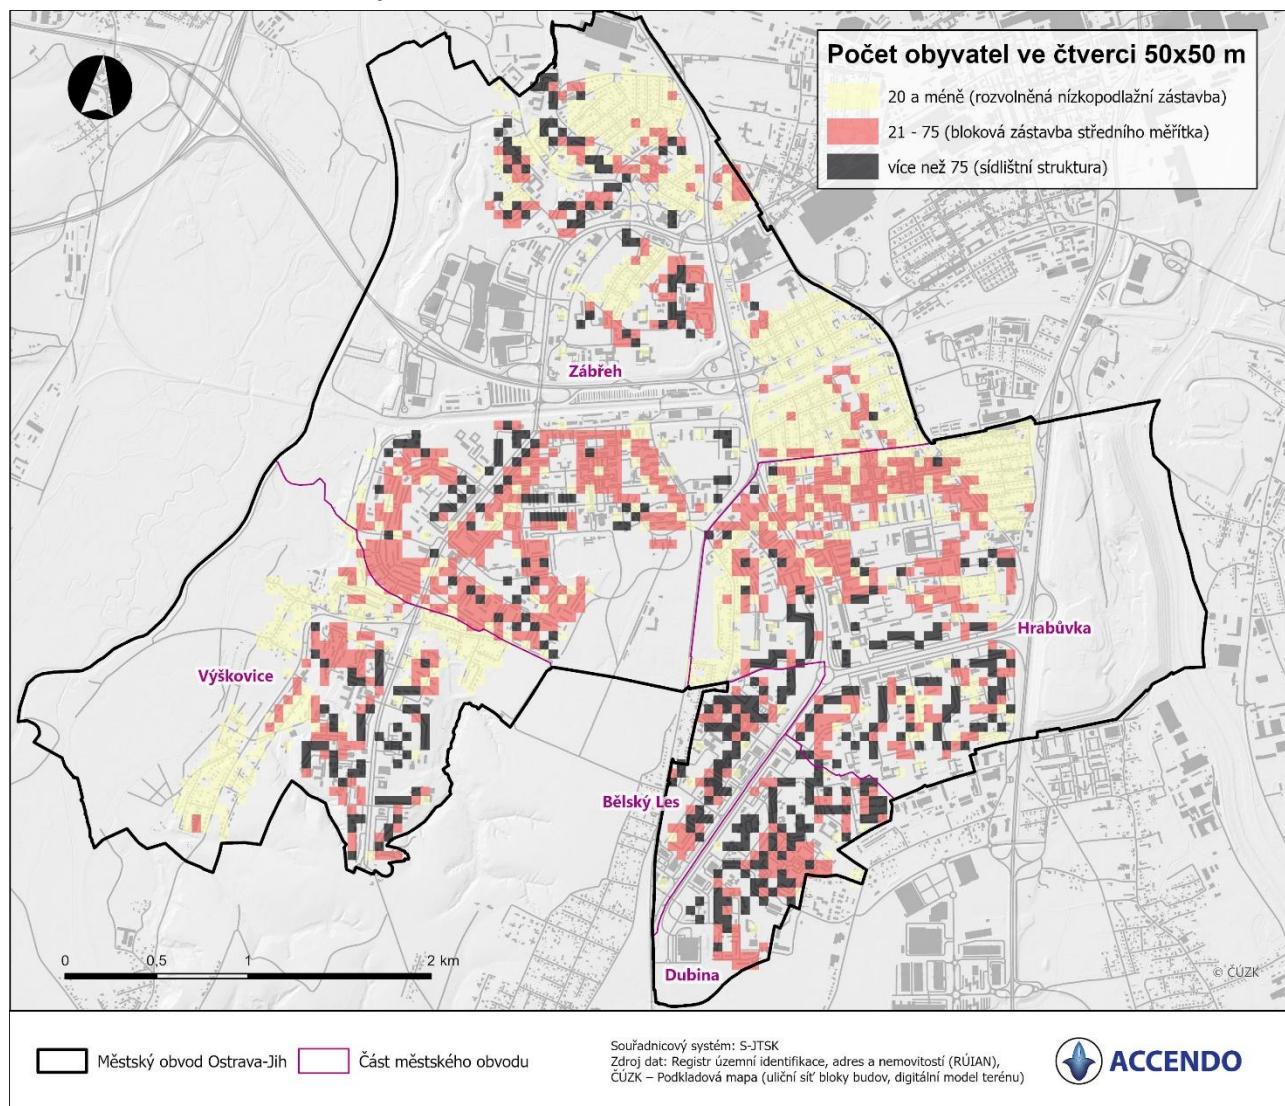 Počet obyvatel ve čtverci 50x50 m
20 a méně (rozvolněná nízkopodlažní zástavba)
21 - 75 (bloková zástavba středního měřítka)
více než 75 (sídlištní struktura)
Zábřeh
Hrabůvka
Výškovice
Bělský Les
Dubina
0 0,5 1 2 km
© ČÚZK
Městský obvod Ostrava-Jih
Část městského obvodu
Souřadnicový systém: S-JTSK
Zdroj dat: Registr územní identifikace, adres a nemovitostí (RÚIAN),
ČÚZK – Podkladová mapa (uliční síť bloky budov, digitální model terénu)
ACCENDO